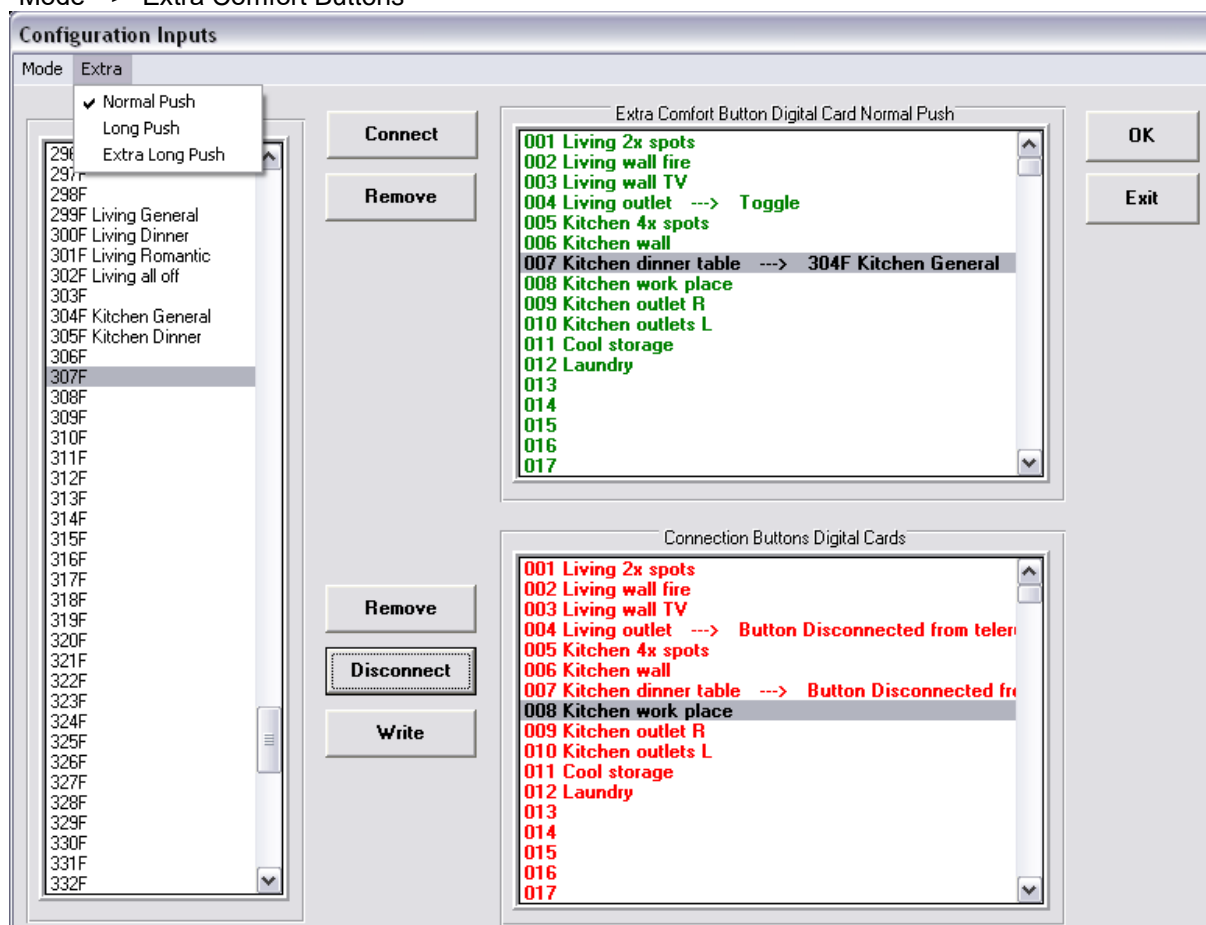 Mode --> Extra Comfort Buttons
Configuration Inputs
Mode Extra
Normal Push
Long Push
Extra Long Push
297F
298F
299F Living General
300F Living Dinner
301F Living Romantic
302F Living all off
303F
304F Kitchen General
305F Kitchen Dinner
306F
307F
308F
309F
310F
311F
312F
313F
314F
315F
316F
317F
318F
319F
320F
321F
322F
323F
324F
325F
326F
327F
328F
329F
330F
331F
332F
Connect
Remove
Extra Comfort Button Digital Card Normal Push
001 Living 2x spots
002 Living wall fire
003 Living wall TV
004 Living outlet ---> Toggle
005 Kitchen 4x spots
006 Kitchen wall
007 Kitchen dinner table ---> 304F Kitchen General
008 Kitchen work place
009 Kitchen outlet R
010 Kitchen outlets L
011 Cool storage
012 Laundry
013
014
015
016
017
OK
Exit
Remove
Disconnect
Write
Connection Buttons Digital Cards
001 Living 2x spots
002 Living wall fire
003 Living wall TV
004 Living outlet ---> Button Disconnected from
005 Kitchen 4x spots
006 Kitchen wall
007 Kitchen dinner table ---> Button Disconnected
008 Kitchen work place
009 Kitchen outlet R
010 Kitchen outlets L
011 Cool storage
012 Laundry
013
014
015
016
017